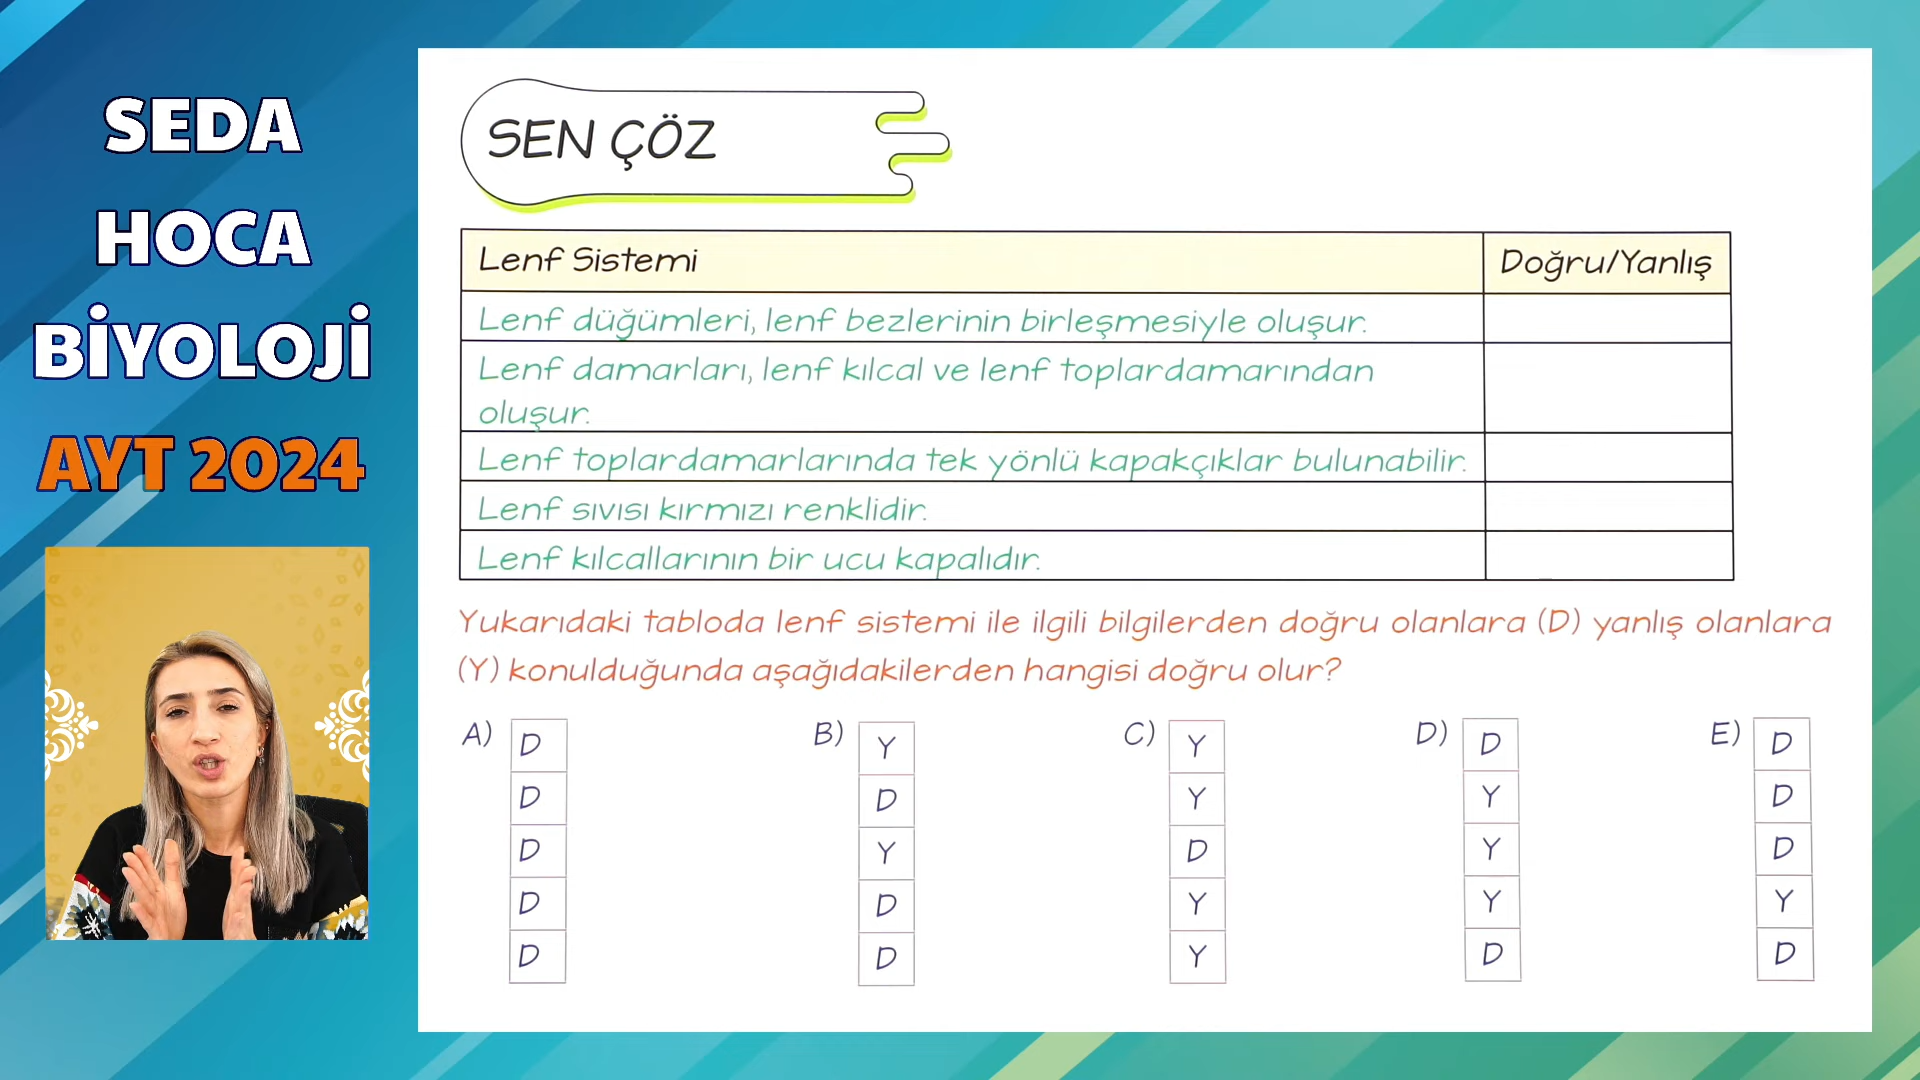 SEDA
HOCA
BİYOLOJİ
AYT 2024
SEN ÇÖZ
Lenf Sistemi
Doğru/Yanlış
Lenf düğümleri, lenf bezlerinin birleşmesiyle oluşur.
Lenf damarları, lenf kılcal ve lenf toplardamarından
oluşur.
Lenf toplardamarlarında tek yönlü kapakçıklar bulunabilir.
Lenf sıvısı kırmızı renklidir.
Lenf kılcallarının bir ucu kapalıdır.
Yukarıdaki tabloda lenf sistemi ile ilgili bilgilerden doğru olanlara (D) yanlış olanlara
(Y) konulduğunda aşağıdakilerden hangisi doğru olur?
A)
D
D
D
D
D
B)
Y
D
Y
D
D
C)
Y
Y
D
Y
Y
D)
D
Y
Y
Y
D
E)
D
D
D
Y
D